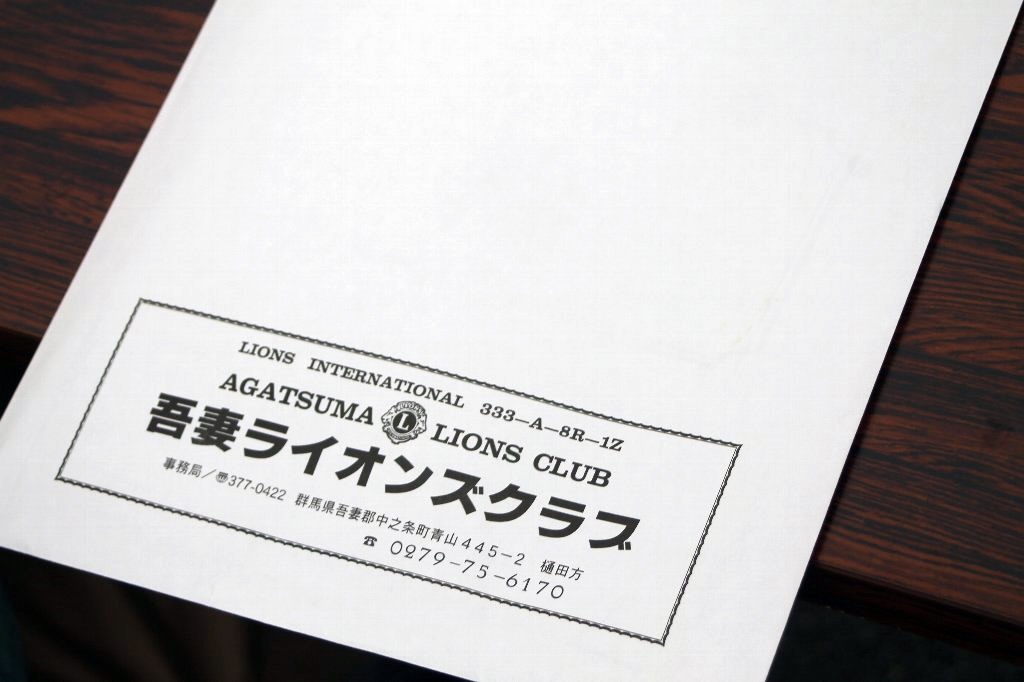 LIONS INTERNATIONAL 333—A—8R—1Z
AGATSUMA L LIONS CLUB
吾妻ライオンズクラブ
事務局／〠377-0422 群馬県吾妻郡中之条町青山445－2 樋田方
☎ 0279-75-6170